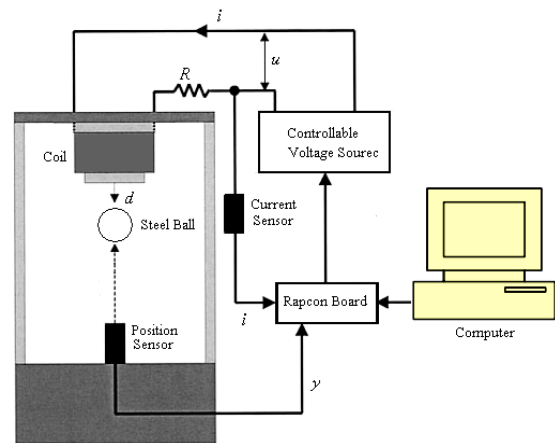 i
u
R
Controllable
Voltage Sourec
Coil
d
Steel Ball
Current
Sensor
Rapcon Board
i
Computer
Position
Sensor
y